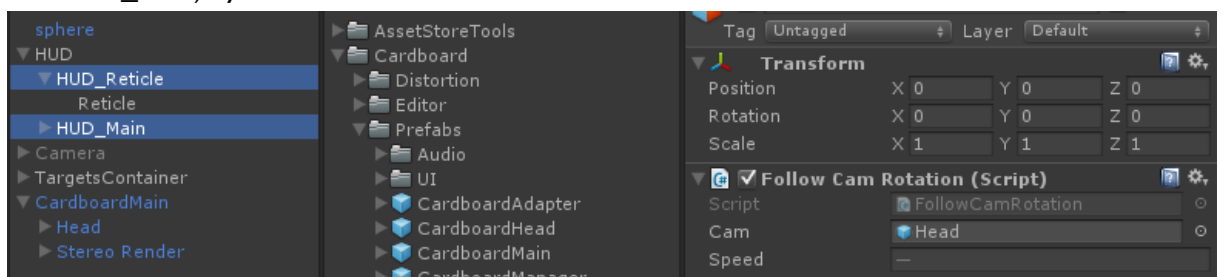 sphere
HUD
HUD_Reticle
Reticle
HUD_Main
Camera
TargetsContainer
CardboardMain
Head
Stereo Render
AssetStoreTools
Cardboard
Distortion
Editor
Prefabs
Audio
UI
CardboardAdapter
CardboardHead
CardboardMain
CardboardManager
Tag Untagged Layer Default
Transform
Position X 0 Y 0 Z 0
Rotation X 0 Y 0 Z 0
Scale X 1 Y 1 Z 1
Follow Cam Rotation (Script)
Script FollowCamRotation
Cam Head
Speed —